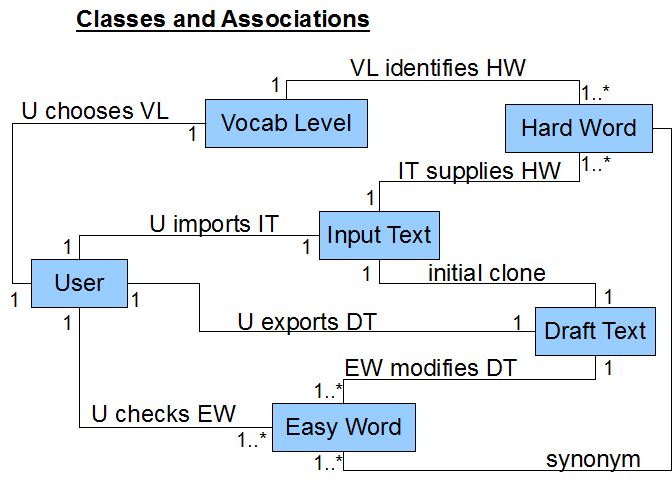 Classes and Associations
VL identifies HW
1
1..*
U chooses VL
1
Vocab Level
Hard Word
1..*
IT supplies HW
1
U imports IT
1
1
Input Text
1
initial clone
User
1
1
1
U exports DT
1
1
Draft Text
1
EW modifies DT
1
1..*
U checks EW
1..*
Easy Word
1..*
synonym